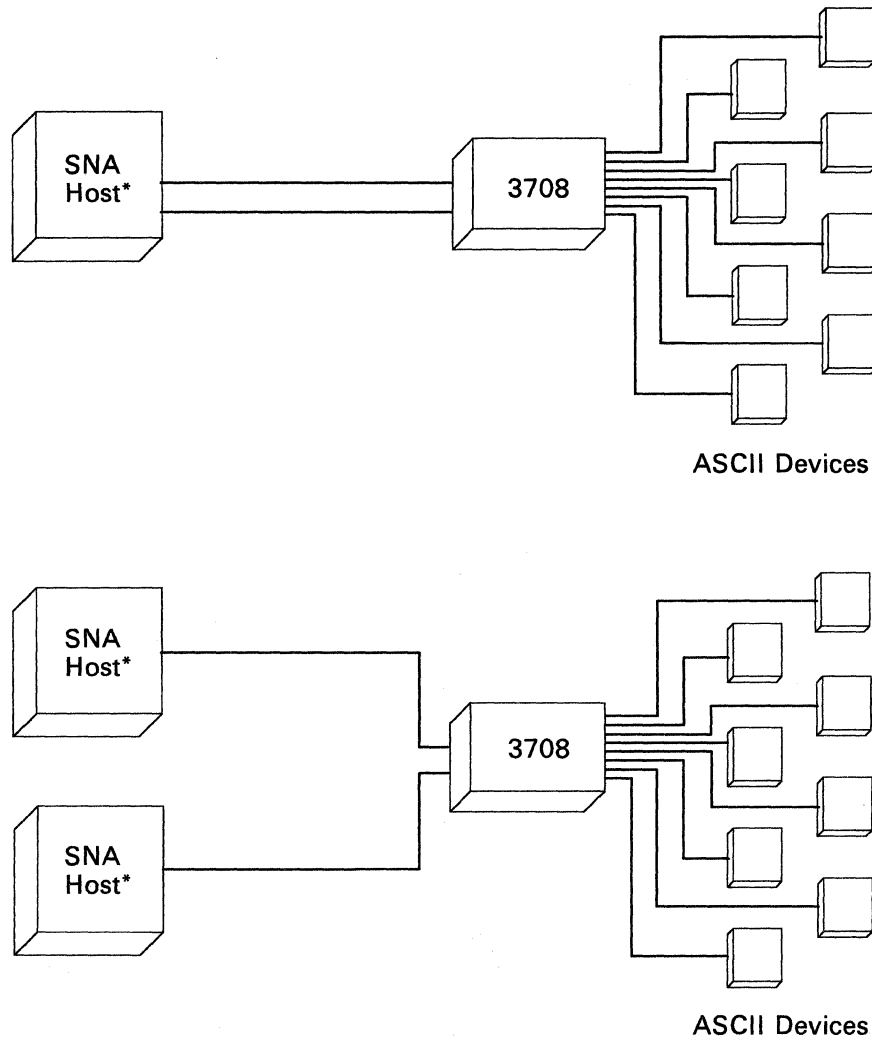 SNA
Host*
3708
ASCII Devices
SNA
Host*
3708
SNA
Host*
ASCII Devices